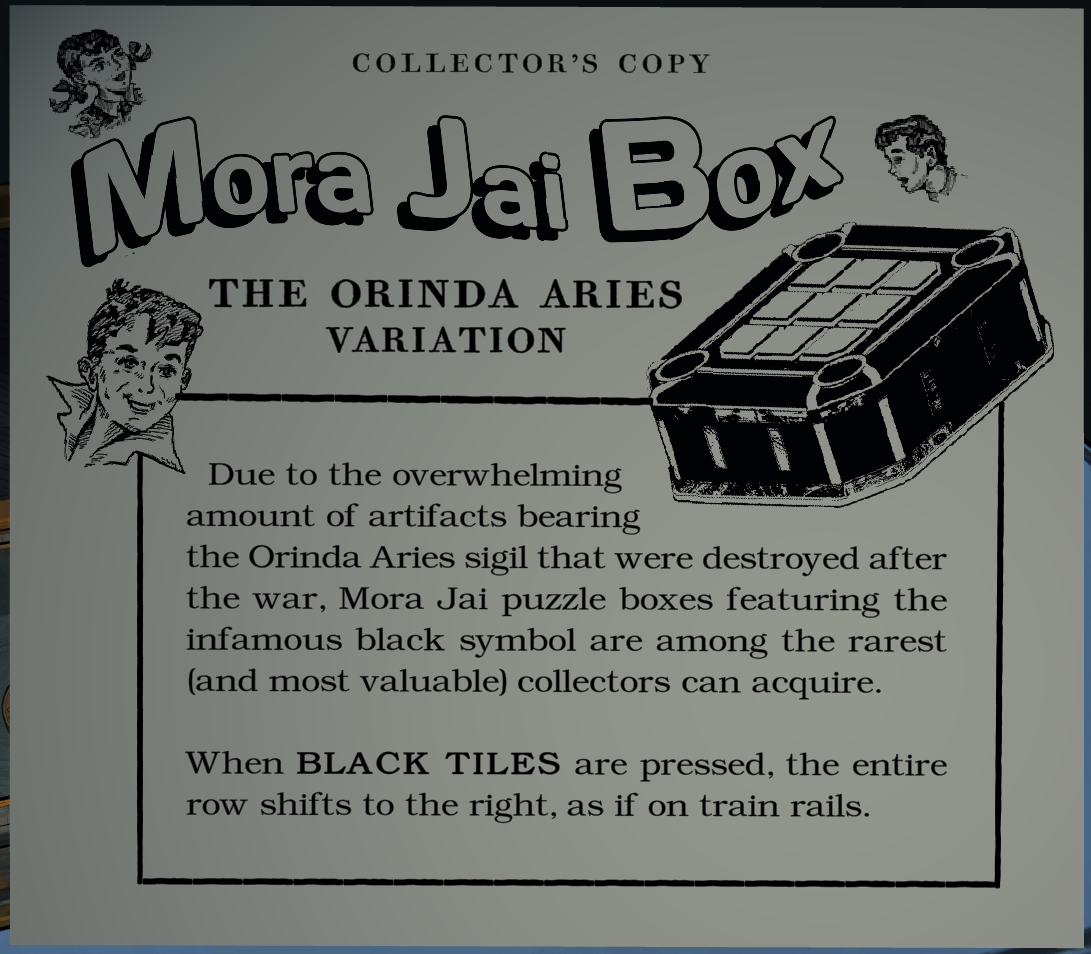 COLLECTOR'S COPY
Mora Jai Box
THE ORINDA ARIES
VARIATION
Due to the overwhelming
amount of artifacts bearing
the Orinda Aries sigil that were destroyed after
the war, Mora Jai puzzle boxes featuring the
infamous black symbol are among the rarest
(and most valuable) collectors can acquire.
When BLACK TILES are pressed, the entire
row shifts to the right, as if on train rails.